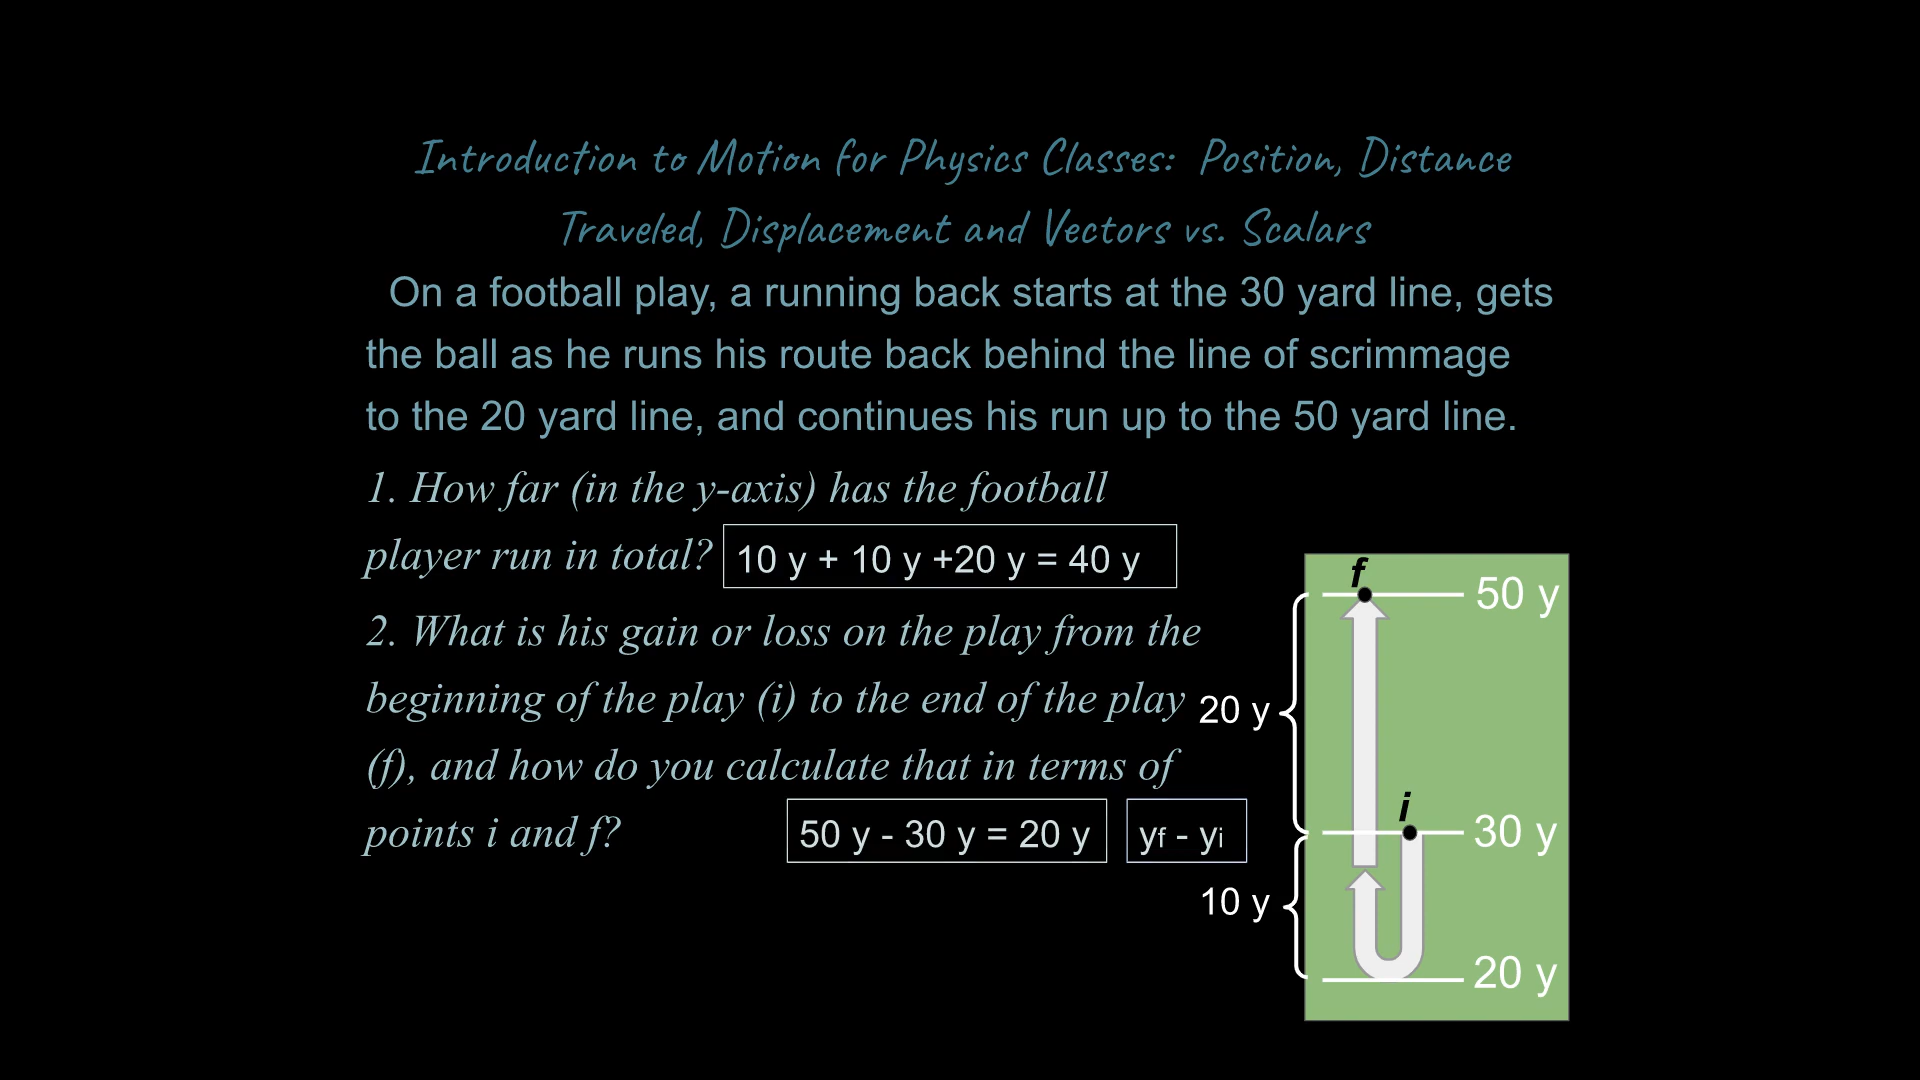 Introduction to Motion for Physics Classes:  Position, Distance
Traveled, Displacement and Vectors vs. Scalars
On a football play, a running back starts at the 30 yard line, gets
the ball as he runs his route back behind the line of scrimmage
to the 20 yard line, and continues his run up to the 50 yard line.
1. How far (in the y-axis) has the football
player run in total? 10 y + 10 y +20 y = 40 y
2. What is his gain or loss on the play from the
beginning of the play (i) to the end of the play
(f), and how do you calculate that in terms of
points i and f? 50 y - 30 y = 20 y yf - yi
f
50 y
20 y
i
30 y
10 y
20 y